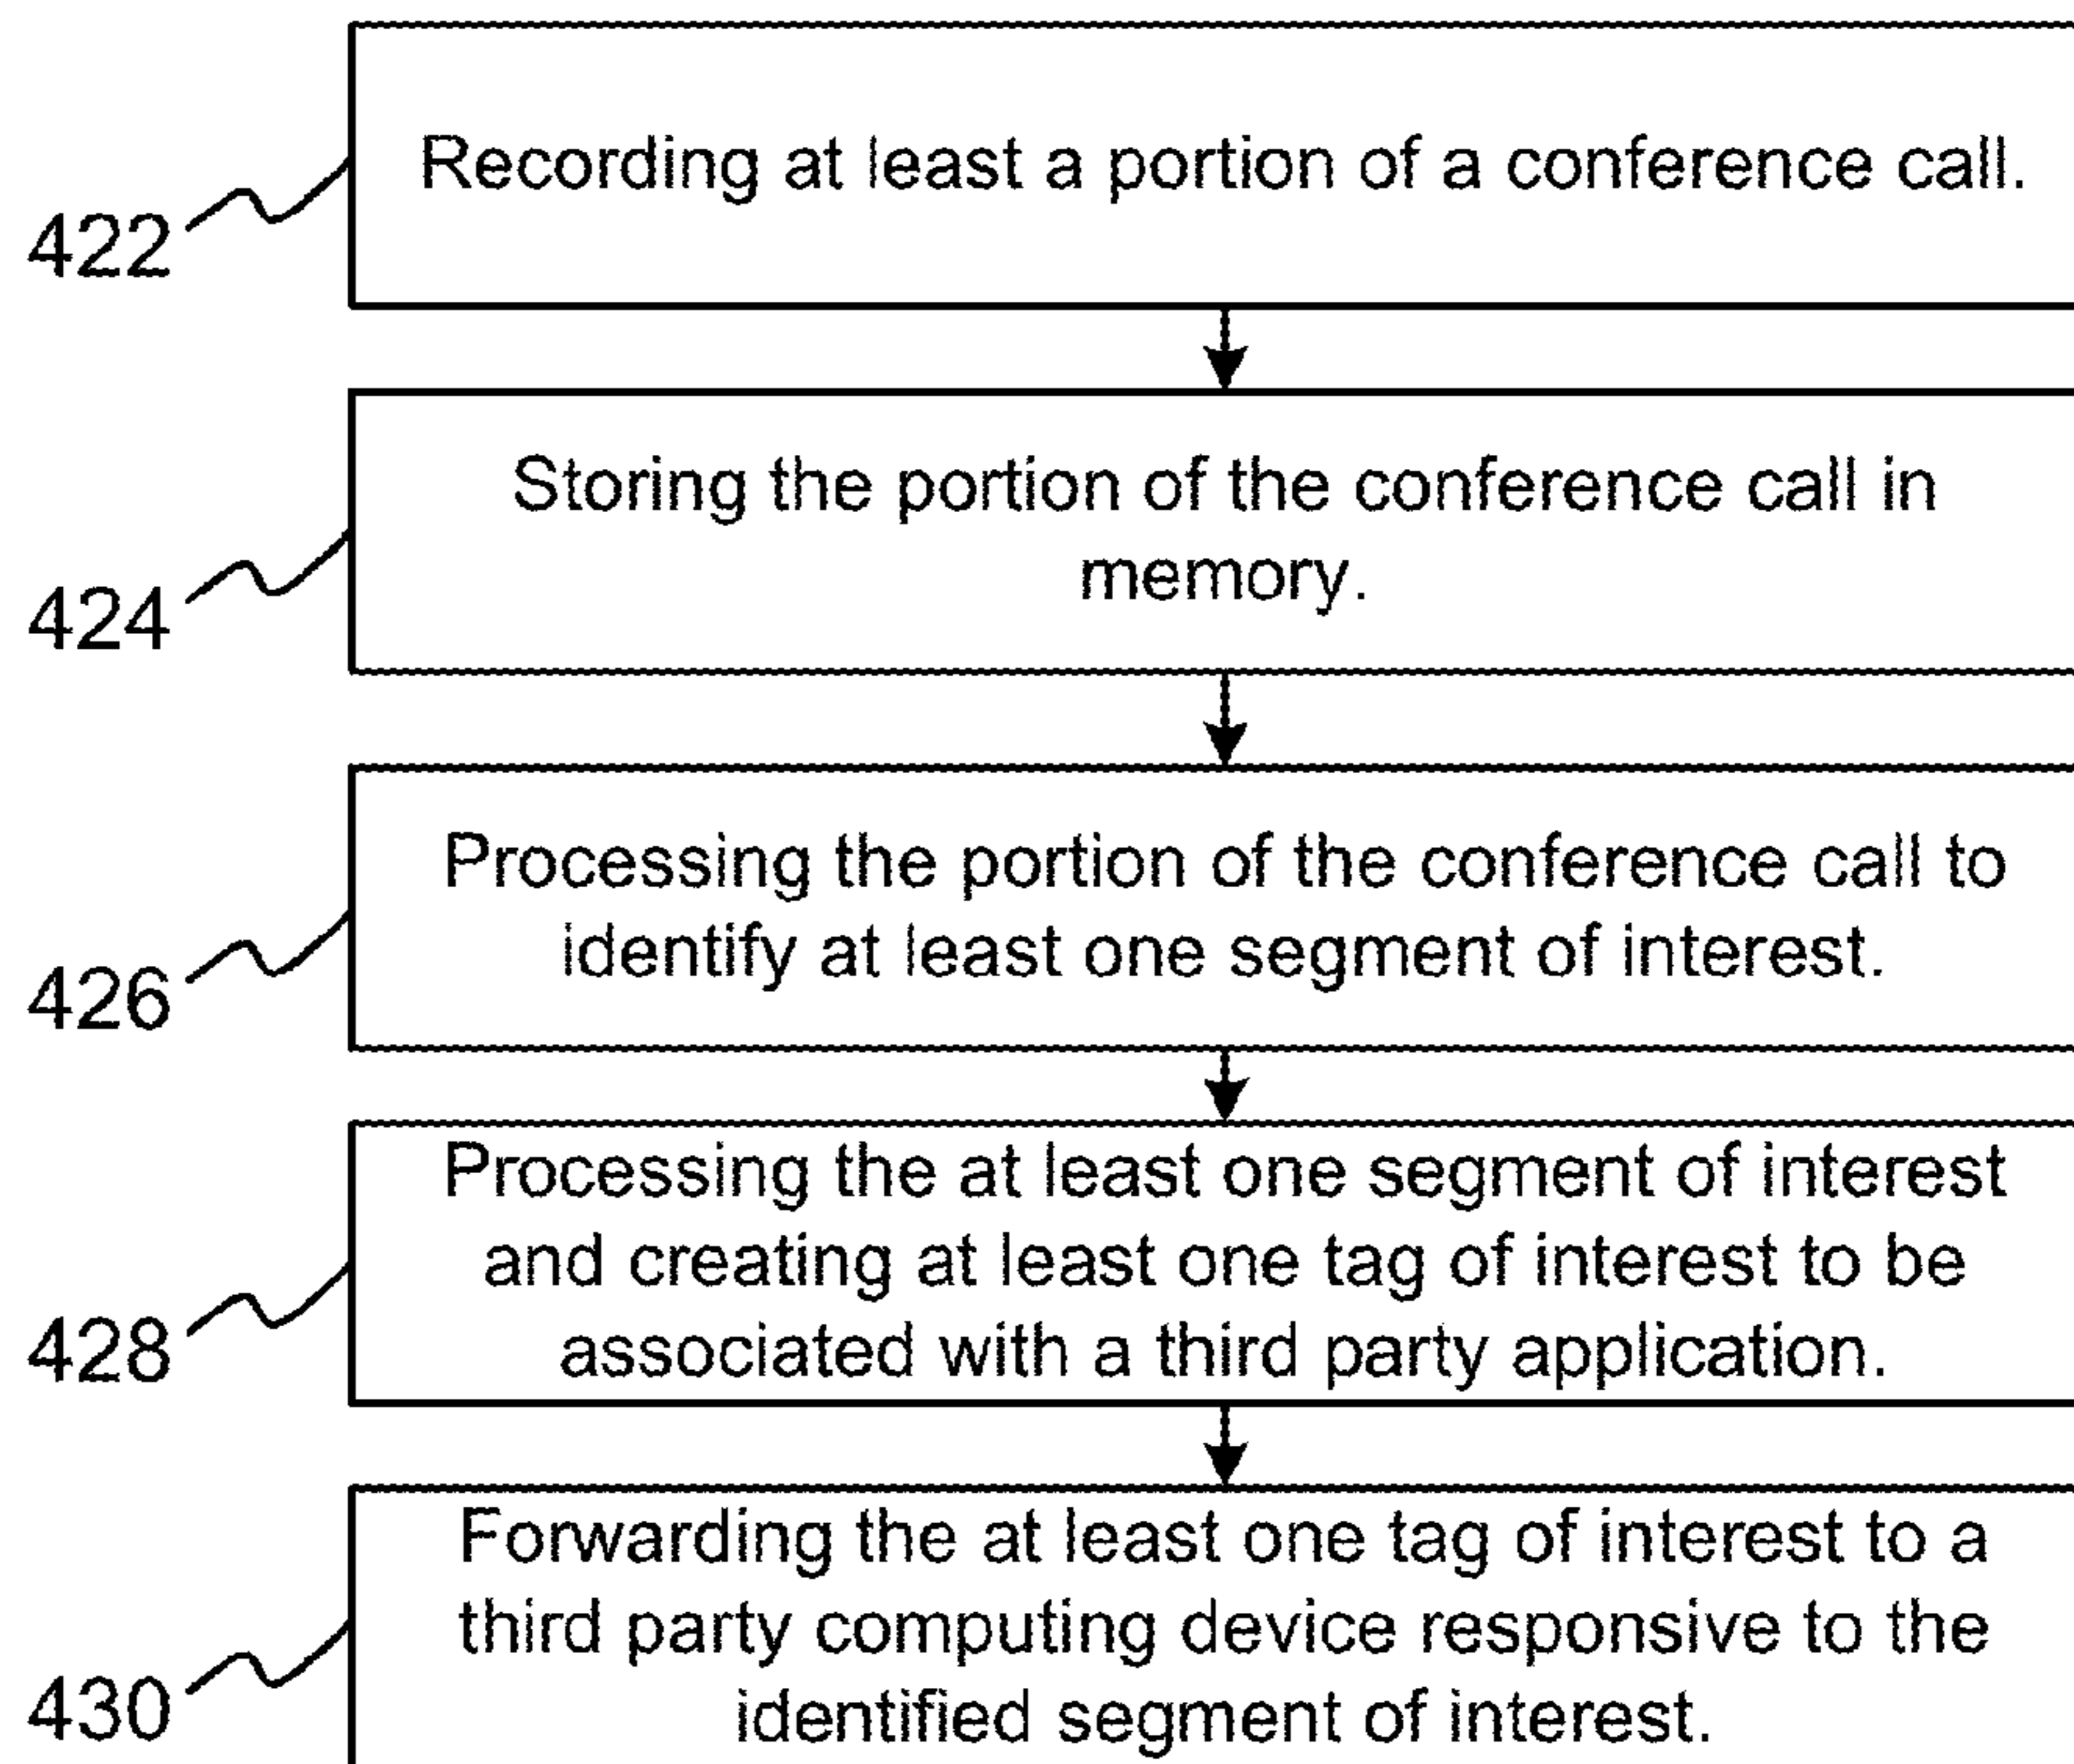 Recording at least a portion of a conference call.
422
Storing the portion of the conference call in
memory.
424
Processing the portion of the conference call to
identify at least one segment of interest.
426
Processing the at least one segment of interest
and creating at least one tag of interest to be
associated with a third party application.
428
Forwarding the at least one tag of interest to a
third party computing device responsive to the
identified segment of interest.
430